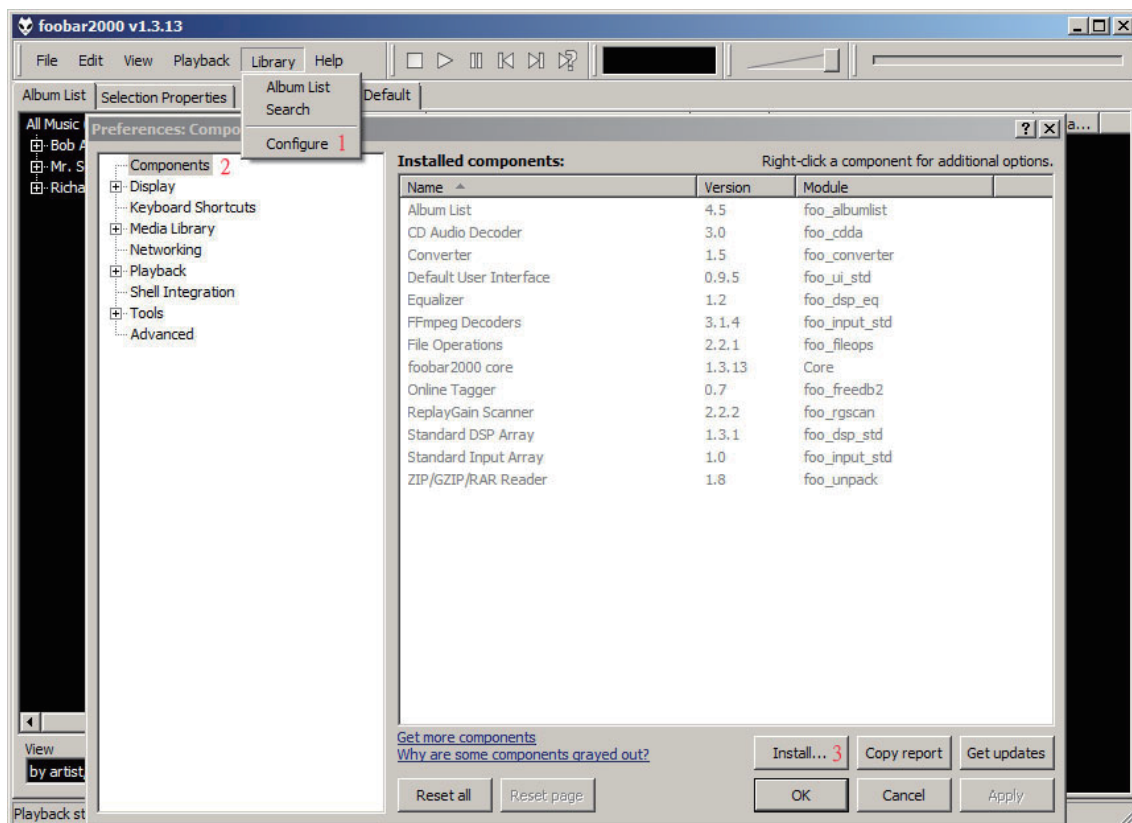 foobar2000 v1.3.13
File Edit View Playback Library Help
Album List
Search
Configure 1
Album List Selection Properties Default
All Music
Bob A
Mr. S
Richa
a...
Preferences: Compo
Components 2
Display
Keyboard Shortcuts
Media Library
Networking
Playback
Shell Integration
Tools
Advanced
Installed components: Right-click a component for additional options.
Name Version Module
Album List 4.5 foo_albumlist
CD Audio Decoder 3.0 foo_cdda
Converter 1.5 foo_converter
Default User Interface 0.9.5 foo_ui_std
Equalizer 1.2 foo_dsp_eq
FFmpeg Decoders 3.1.4 foo_input_std
File Operations 2.2.1 foo_fileops
foobar2000 core 1.3.13 Core
Online Tagger 0.7 foo_freedb2
ReplayGain Scanner 2.2.2 foo_rgscan
Standard DSP Array 1.3.1 foo_dsp_std
Standard Input Array 1.0 foo_input_std
ZIP/GZIP/RAR Reader 1.8 foo_unpack
Get more components
Why are some components grayed out?
Install... 3 Copy report Get updates
Reset all Reset page OK Cancel Apply
View
by artist/
Playback st